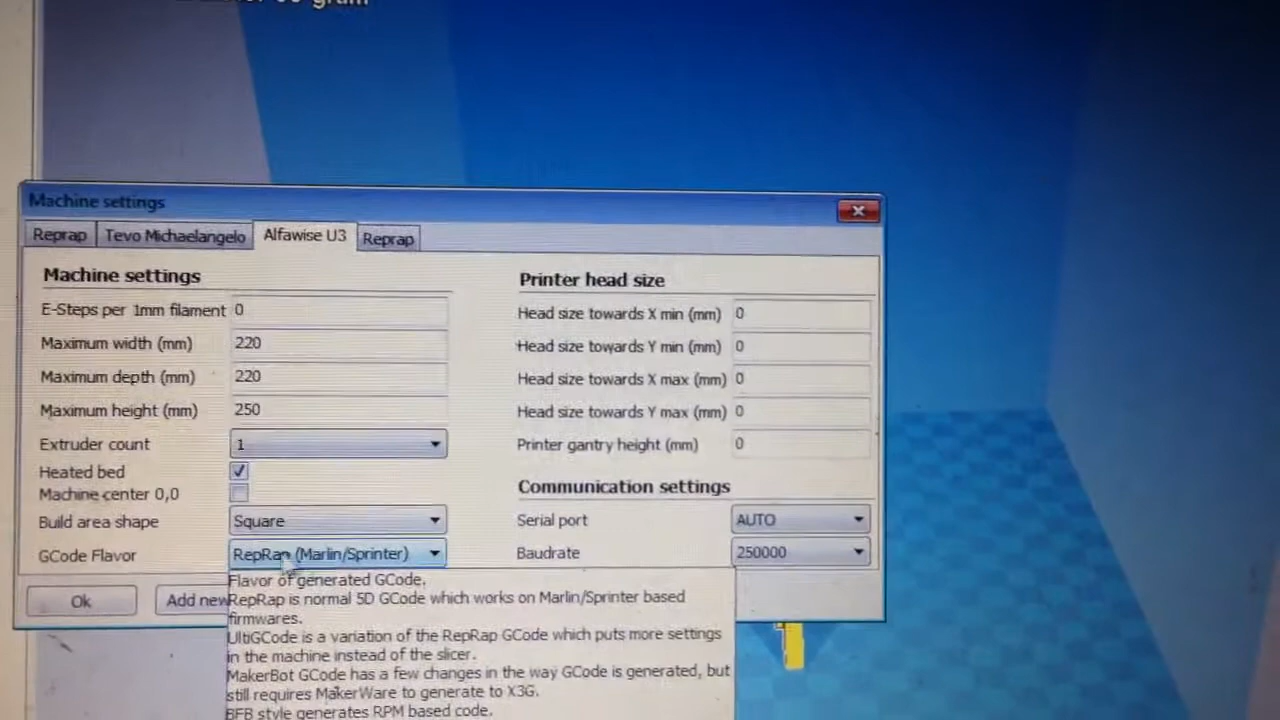 gram
Machine settings
Reprap
Tevo Michaelangelo
Alfawise U3
Reprap
Machine settings
E-Steps per 1mm filament 0
Maximum width (mm) 220
Maximum depth (mm) 220
Maximum height (mm) 250
Extruder count 1
Heated bed
Machine center 0,0
Build area shape Square
GCode Flavor RepRap (Marlin/Sprinter)
Printer head size
Head size towards X min (mm) 0
Head size towards Y min (mm) 0
Head size towards X max (mm) 0
Head size towards Y max (mm) 0
Printer gantry height (mm) 0
Communication settings
Serial port AUTO
Baudrate 250000
Ok
Add new
Flavor of generated GCode.
RepRap is normal 5D GCode which works on Marlin/Sprinter based
firmwares.
UltiGCode is a variation of the RepRap GCode which puts more settings
in the machine instead of the slicer.
MakerBot GCode has a few changes in the way GCode is generated, but
still requires MakerWare to generate to X3G.
BFB style generates RPM based code.